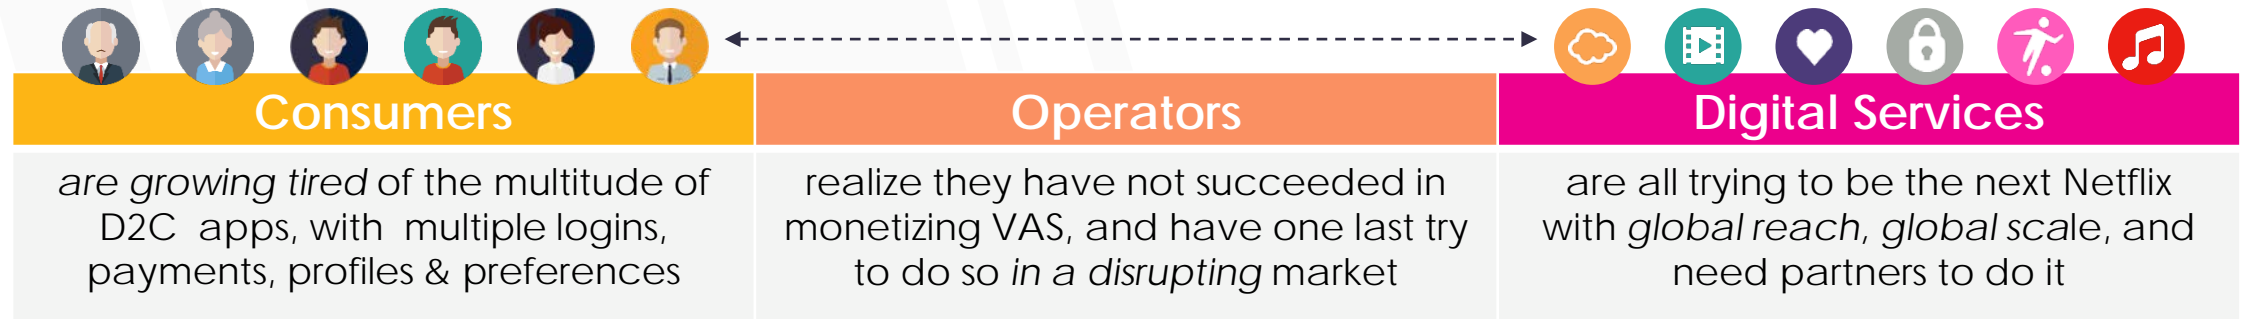 Consumers
Operators
Digital Services
are growing tired of the multitude of
D2C apps, with multiple logins,
payments, profiles & preferences
realize they have not succeeded in
monetizing VAS, and have one last try
to do so in a disrupting market
are all trying to be the next Netflix
with global reach, global scale, and
need partners to do it